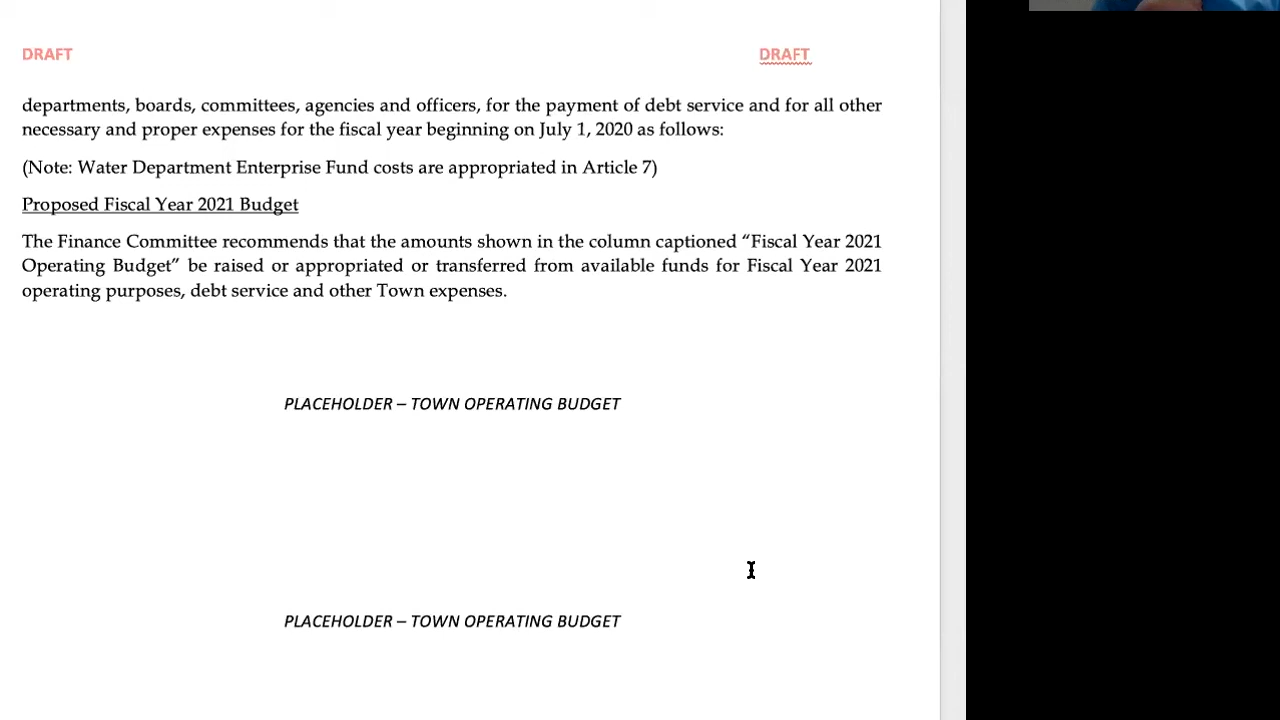 DRAFT DRAFT
departments, boards, committees, agencies and officers, for the payment of debt service and for all other
necessary and proper expenses for the fiscal year beginning on July 1, 2020 as follows:
(Note: Water Department Enterprise Fund costs are appropriated in Article 7)
Proposed Fiscal Year 2021 Budget
The Finance Committee recommends that the amounts shown in the column captioned “Fiscal Year 2021
Operating Budget” be raised or appropriated or transferred from available funds for Fiscal Year 2021
operating purposes, debt service and other Town expenses.
PLACEHOLDER – TOWN OPERATING BUDGET
PLACEHOLDER – TOWN OPERATING BUDGET